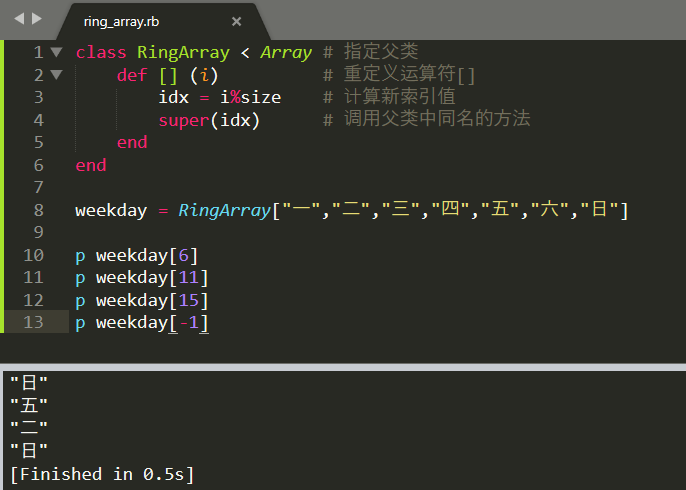 ring_array.rb ×
1 class RingArray < Array # 指定父类
2 def [] (i) # 重定义运算符[]
3 idx = i%size # 计算新索引值
4 super(idx) # 调用父类中同名的方法
5 end
6 end
7
8 weekday = RingArray["一","二","三","四","五","六","日"]
9
10 p weekday[6]
11 p weekday[11]
12 p weekday[15]
13 p weekday[-1]
"日"
"五"
"二"
"日"
[Finished in 0.5s]